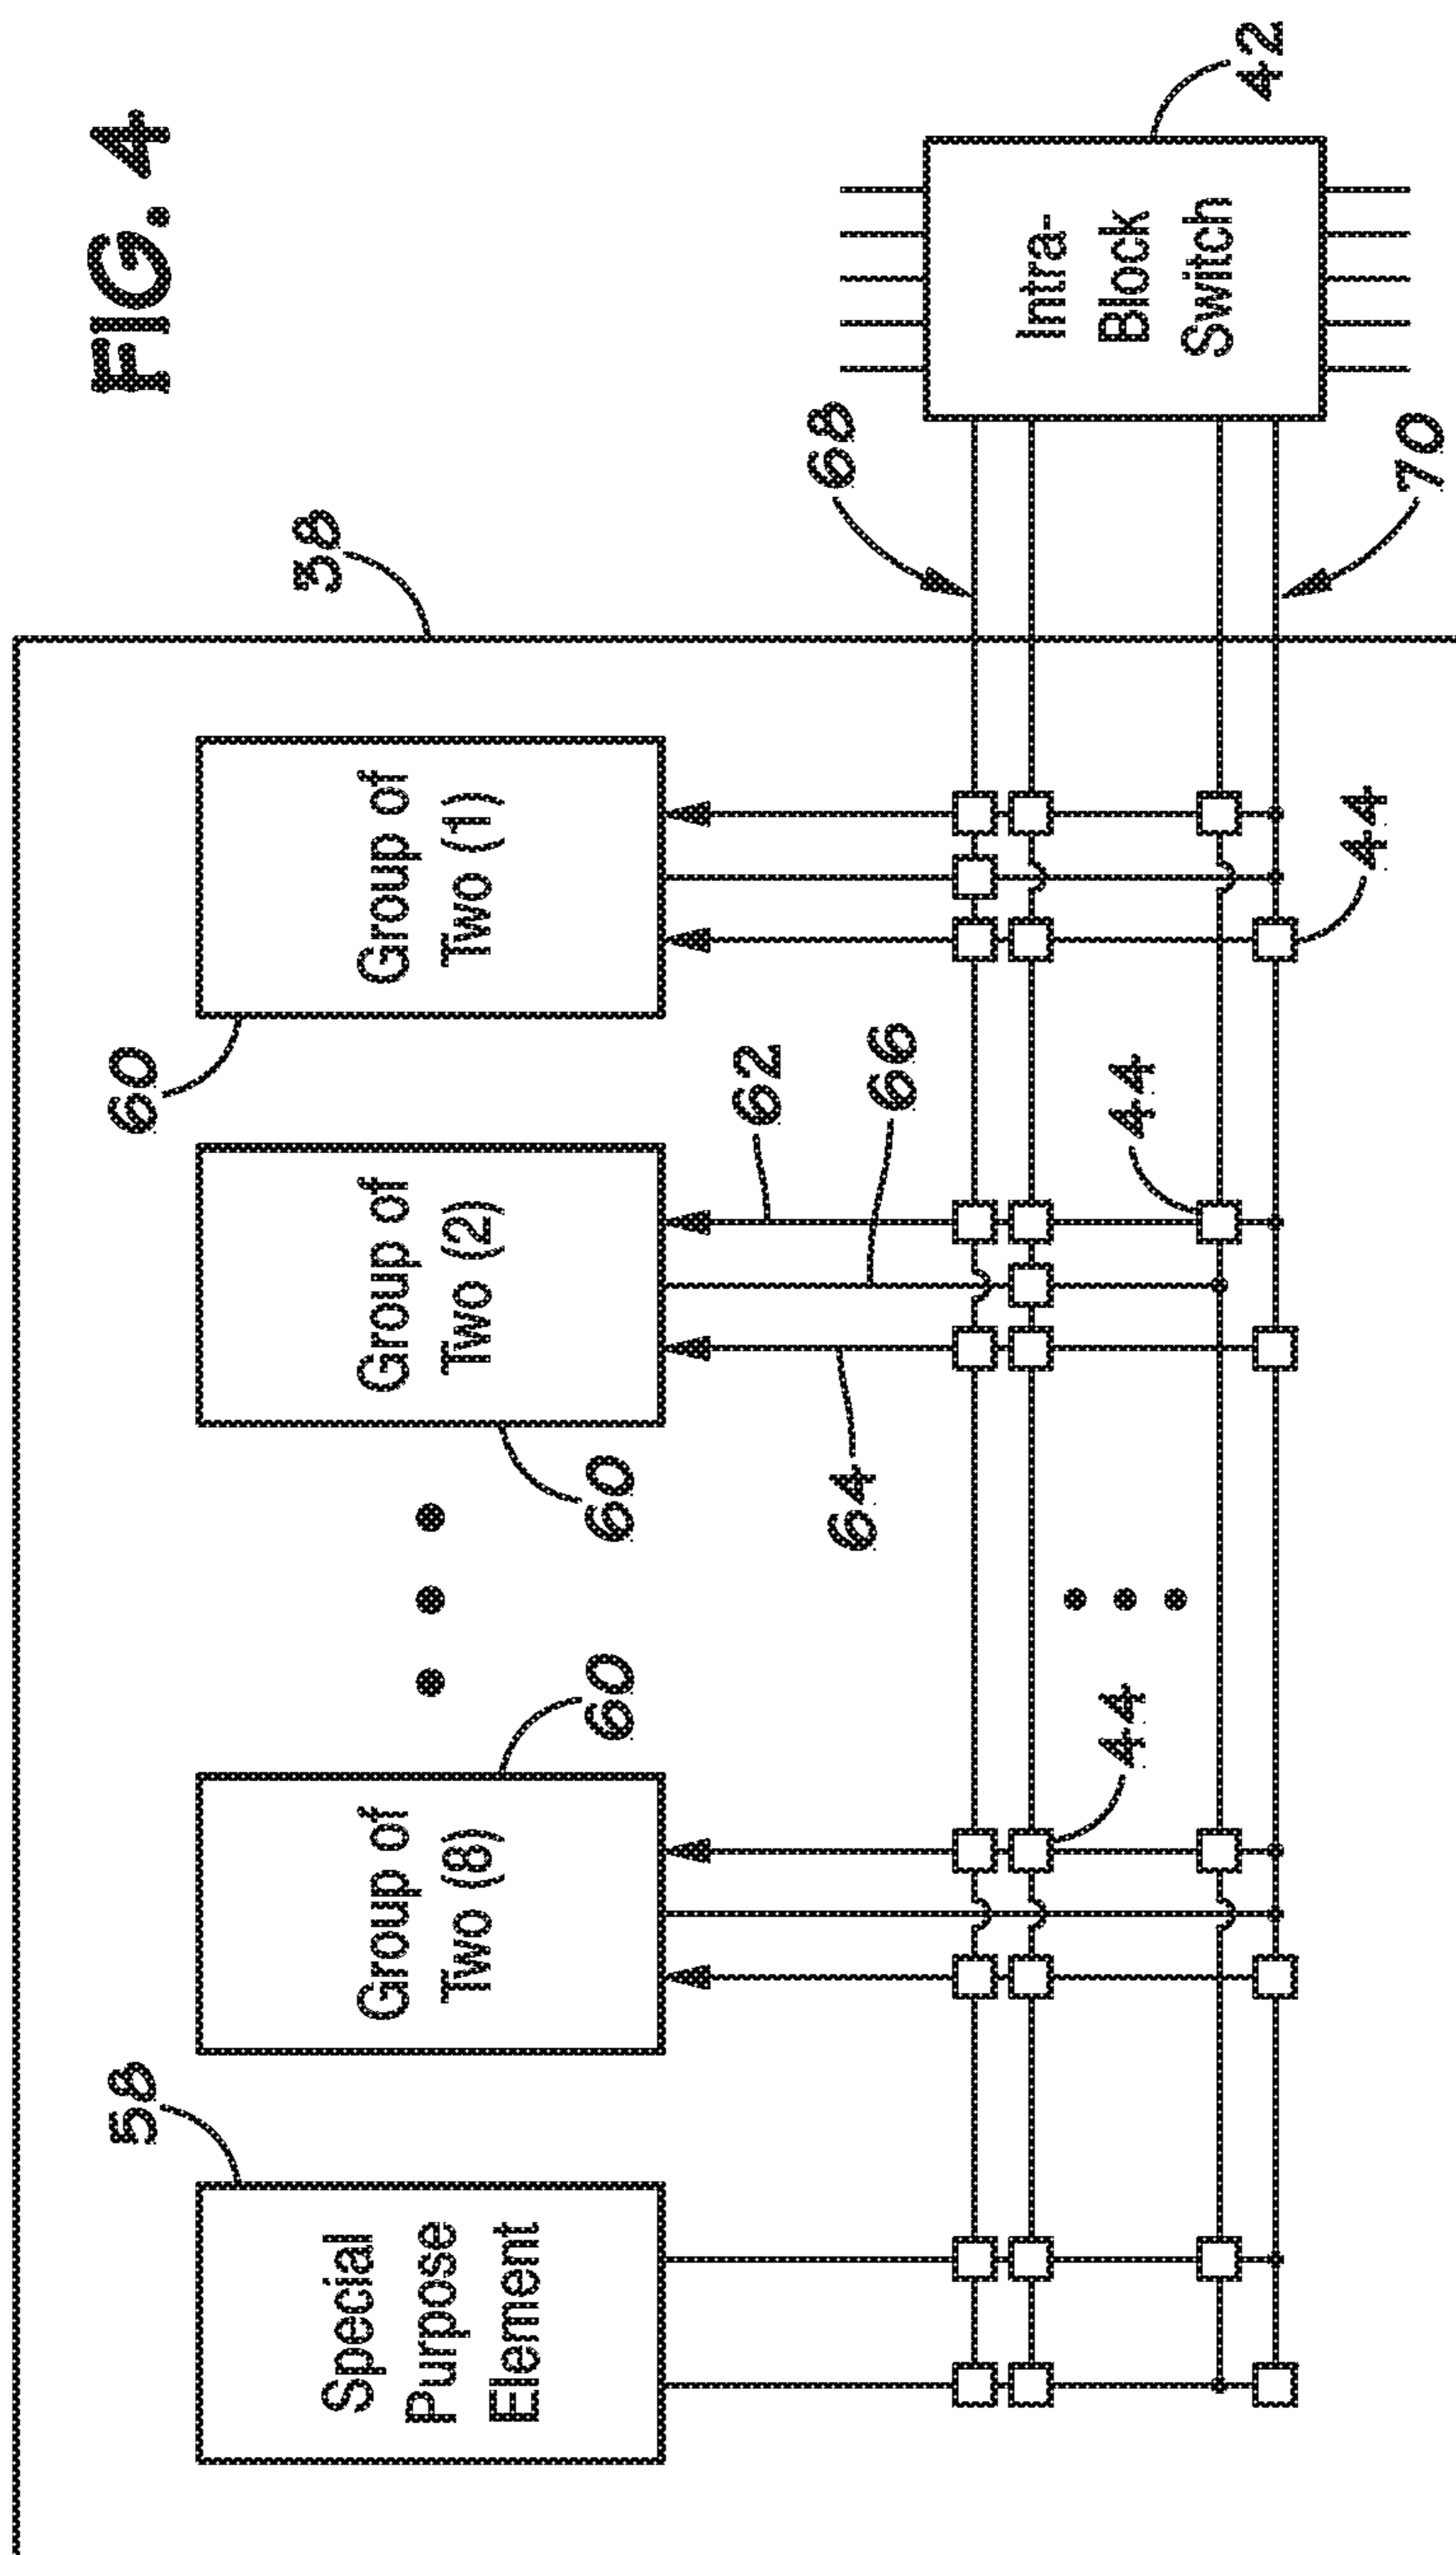 FIG. 4
58
Special
Purpose
Element
Group of
Two (8)
60
60
Group of
Two (2)
60
Group of
Two (1)
38
62
66
64
68
70
44
44
44
Intra-
Block
Switch
42